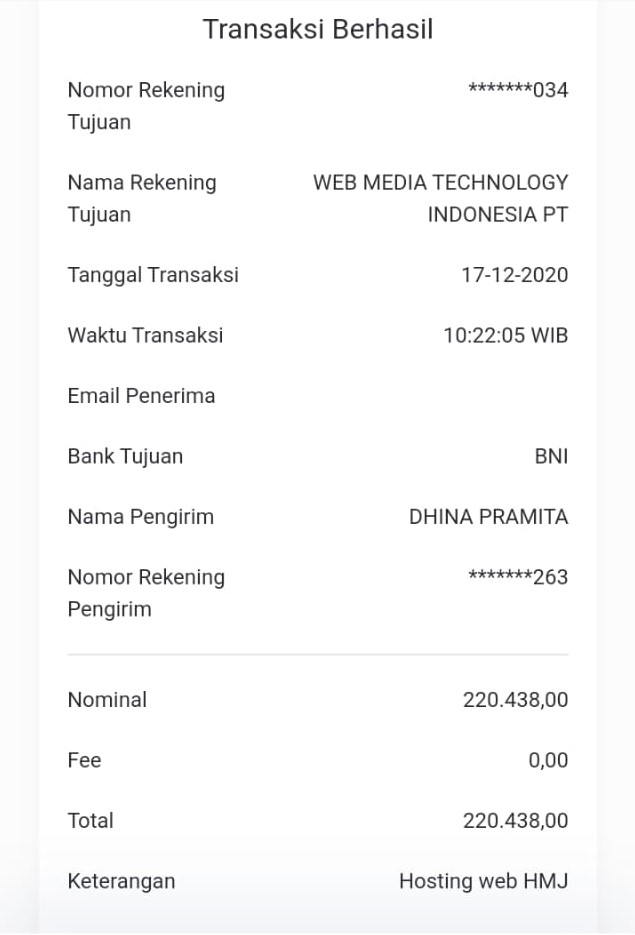 Transaksi Berhasil
Nomor Rekening Tujuan *******034
Nama Rekening Tujuan WEB MEDIA TECHNOLOGY INDONESIA PT
Tanggal Transaksi 17-12-2020
Waktu Transaksi 10:22:05 WIB
Email Penerima
Bank Tujuan BNI
Nama Pengirim DHINA PRAMITA
Nomor Rekening Pengirim *******263
Nominal 220.438,00
Fee 0,00
Total 220.438,00
Keterangan Hosting web HMJ